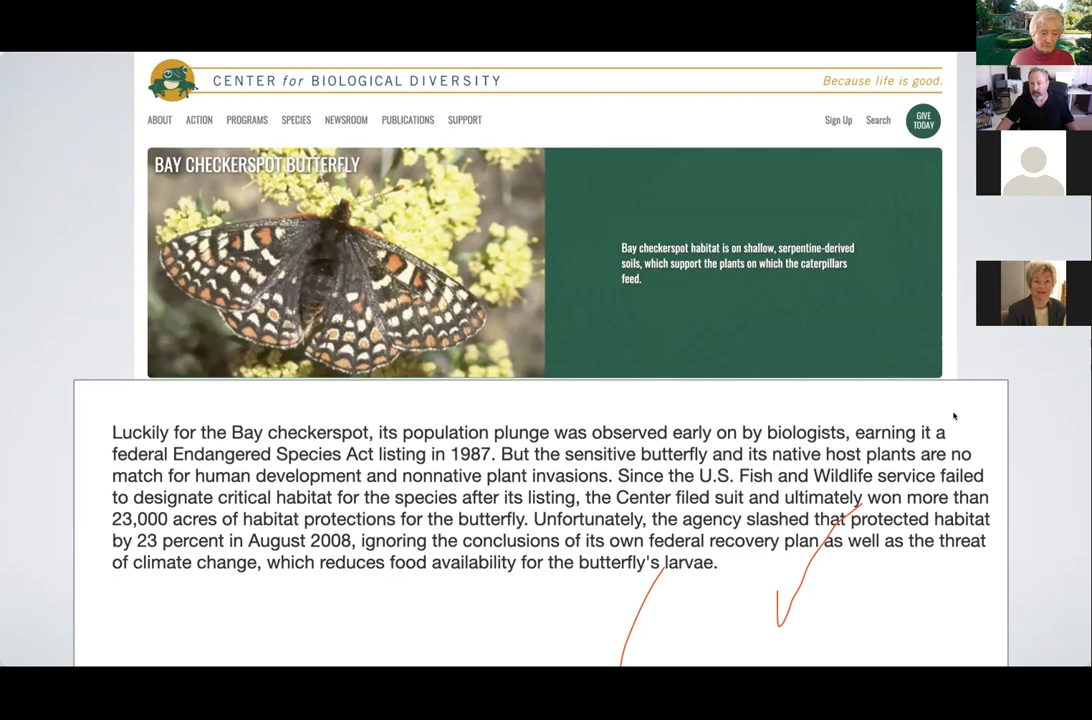 CENTER for BIOLOGICAL DIVERSITY
Because life is good.
ABOUT ACTION PROGRAMS SPECIES NEWSROOM PUBLICATIONS SUPPORT
Sign Up Search
GIVE
TODAY
BAY CHECKERSPOT BUTTERFLY
Bay checkerspot habitat is on shallow, serpentine-derived
soils, which support the plants on which the caterpillars
feed.
Luckily for the Bay checkerspot, its population plunge was observed early on by biologists, earning it a
federal Endangered Species Act listing in 1987. But the sensitive butterfly and its native host plants are no
match for human development and nonnative plant invasions. Since the U.S. Fish and Wildlife service failed
to designate critical habitat for the species after its listing, the Center filed suit and ultimately won more than
23,000 acres of habitat protections for the butterfly. Unfortunately, the agency slashed that protected habitat
by 23 percent in August 2008, ignoring the conclusions of its own federal recovery plan as well as the threat
of climate change, which reduces food availability for the butterfly's larvae.